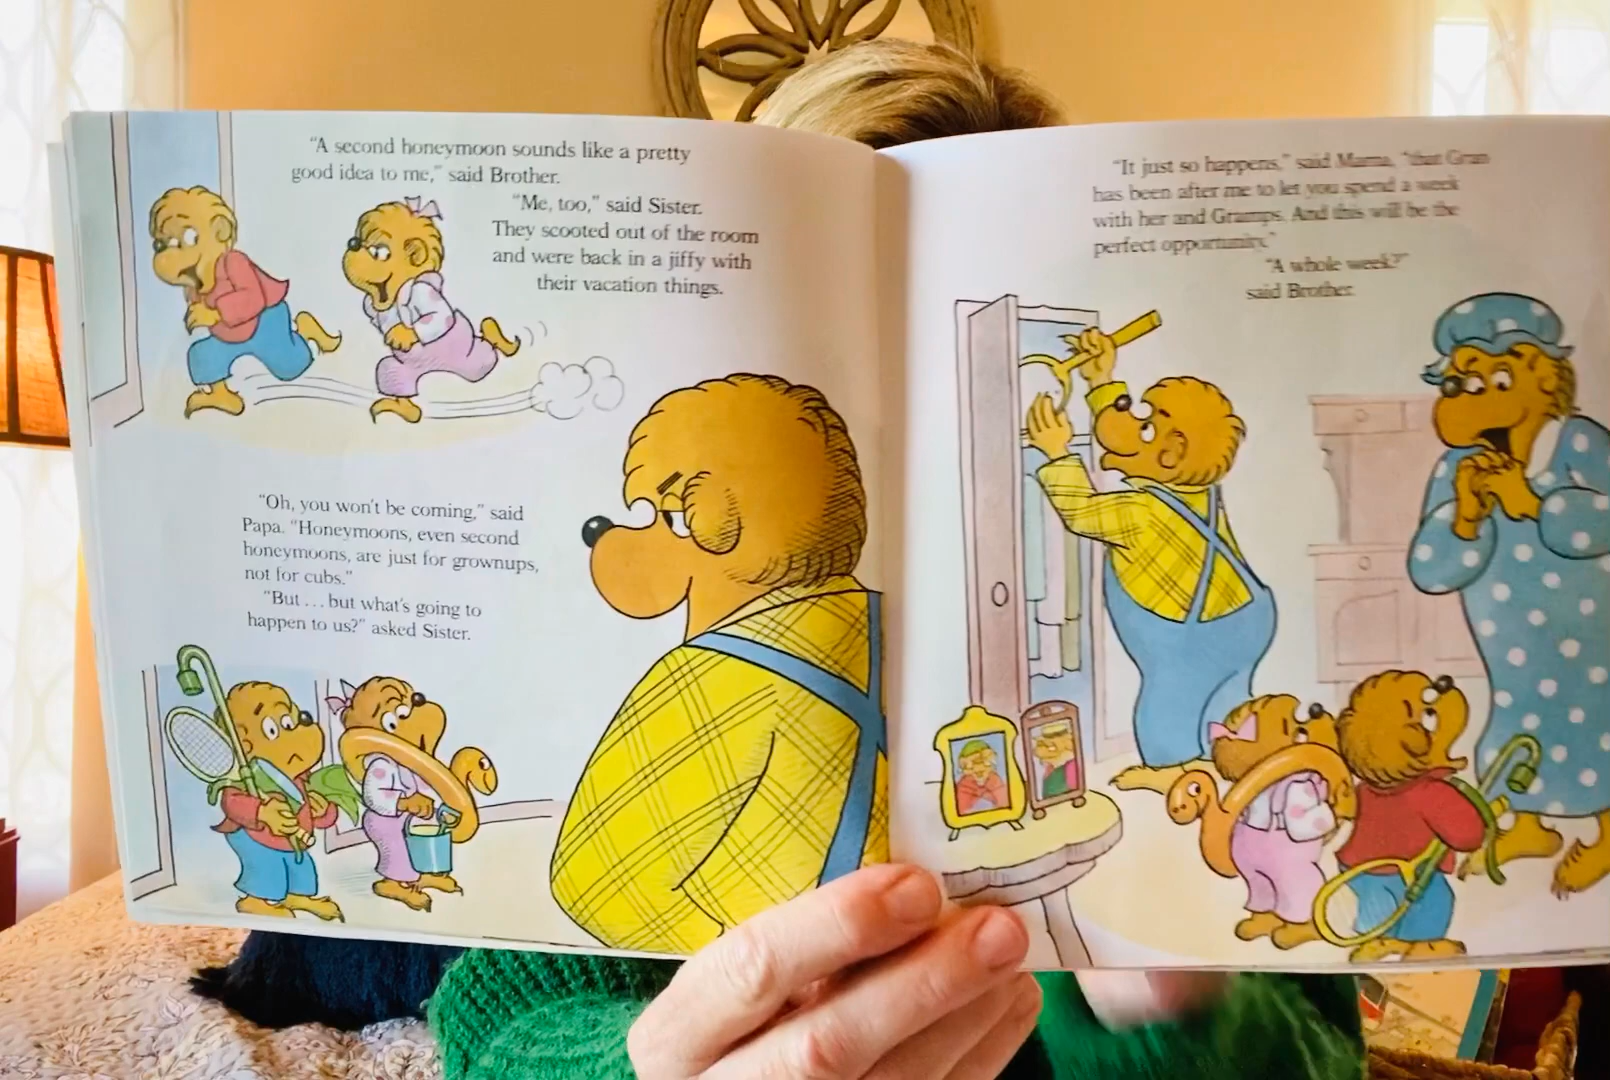 "A second honeymoon sounds like a pretty
good idea to me," said Brother.
"Me, too," said Sister.
They scooted out of the room
and were back in a jiffy with
their vacation things.
"Oh, you won't be coming," said
Papa. "Honeymoons, even second
honeymoons, are just for grownups,
not for cubs."
"But . . . but what's going to
happen to us?" asked Sister.
"It just so happens," said Mama, "that Gran
has been after me to let you spend a week
with her and Gramps. And this will be the
perfect opportunity."
"A whole week?"
said Brother.